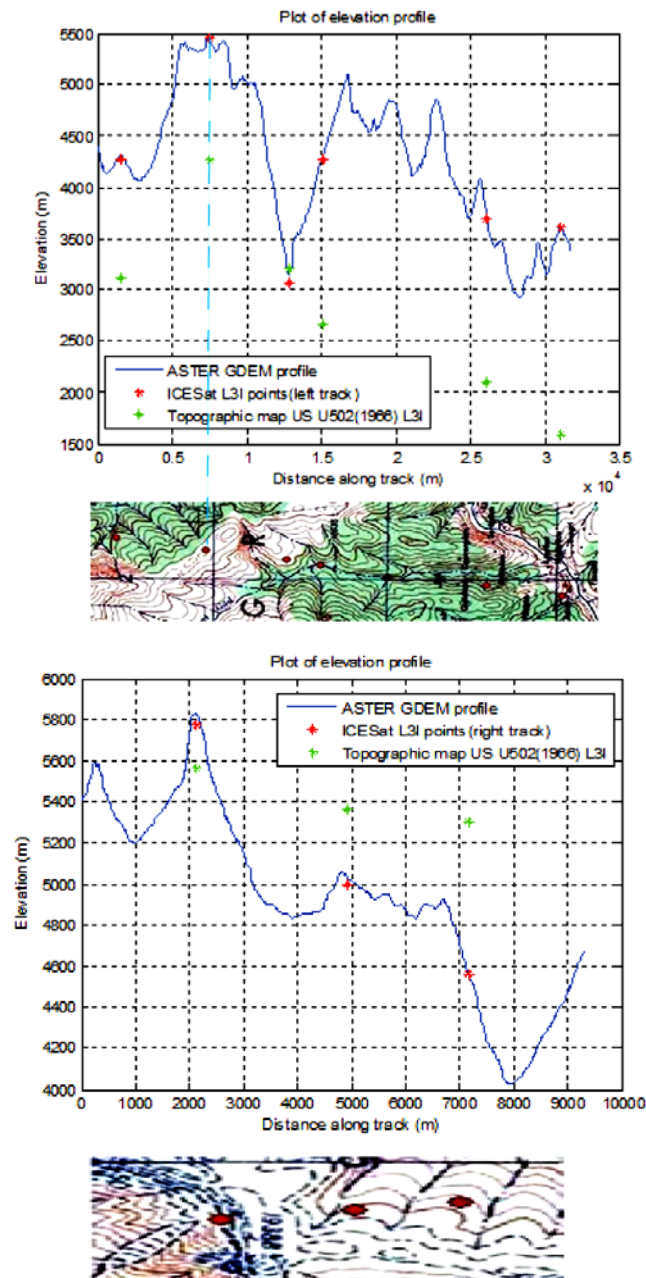 Plot of elevation profile
5500
5000
4500
4000
3500
3000
2500
2000
1500
Elevation (m)
ASTER GDEM profile
ICESat L3I points(left track)
Topographic map US U502(1966) L3I
0 0.5 1 1.5 2 2.5 3 3.5
Distance along track (m)
x 10^4
G R
Plot of elevation profile
6000
5800
5600
5400
5200
5000
4800
4600
4400
4200
4000
Elevation (m)
ASTER GDEM profile
ICESat L3I points (right track)
Topographic map US U502(1966) L3I
0 1000 2000 3000 4000 5000 6000 7000 8000 9000 10000
Distance along track (m)